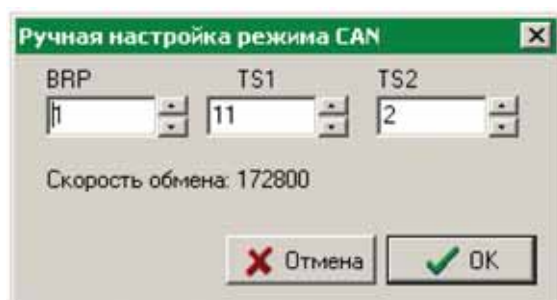 Ручная настройка режима CAN
BRP TS1 TS2
1 11 2
Скорость обмена: 172800
Отмена OK